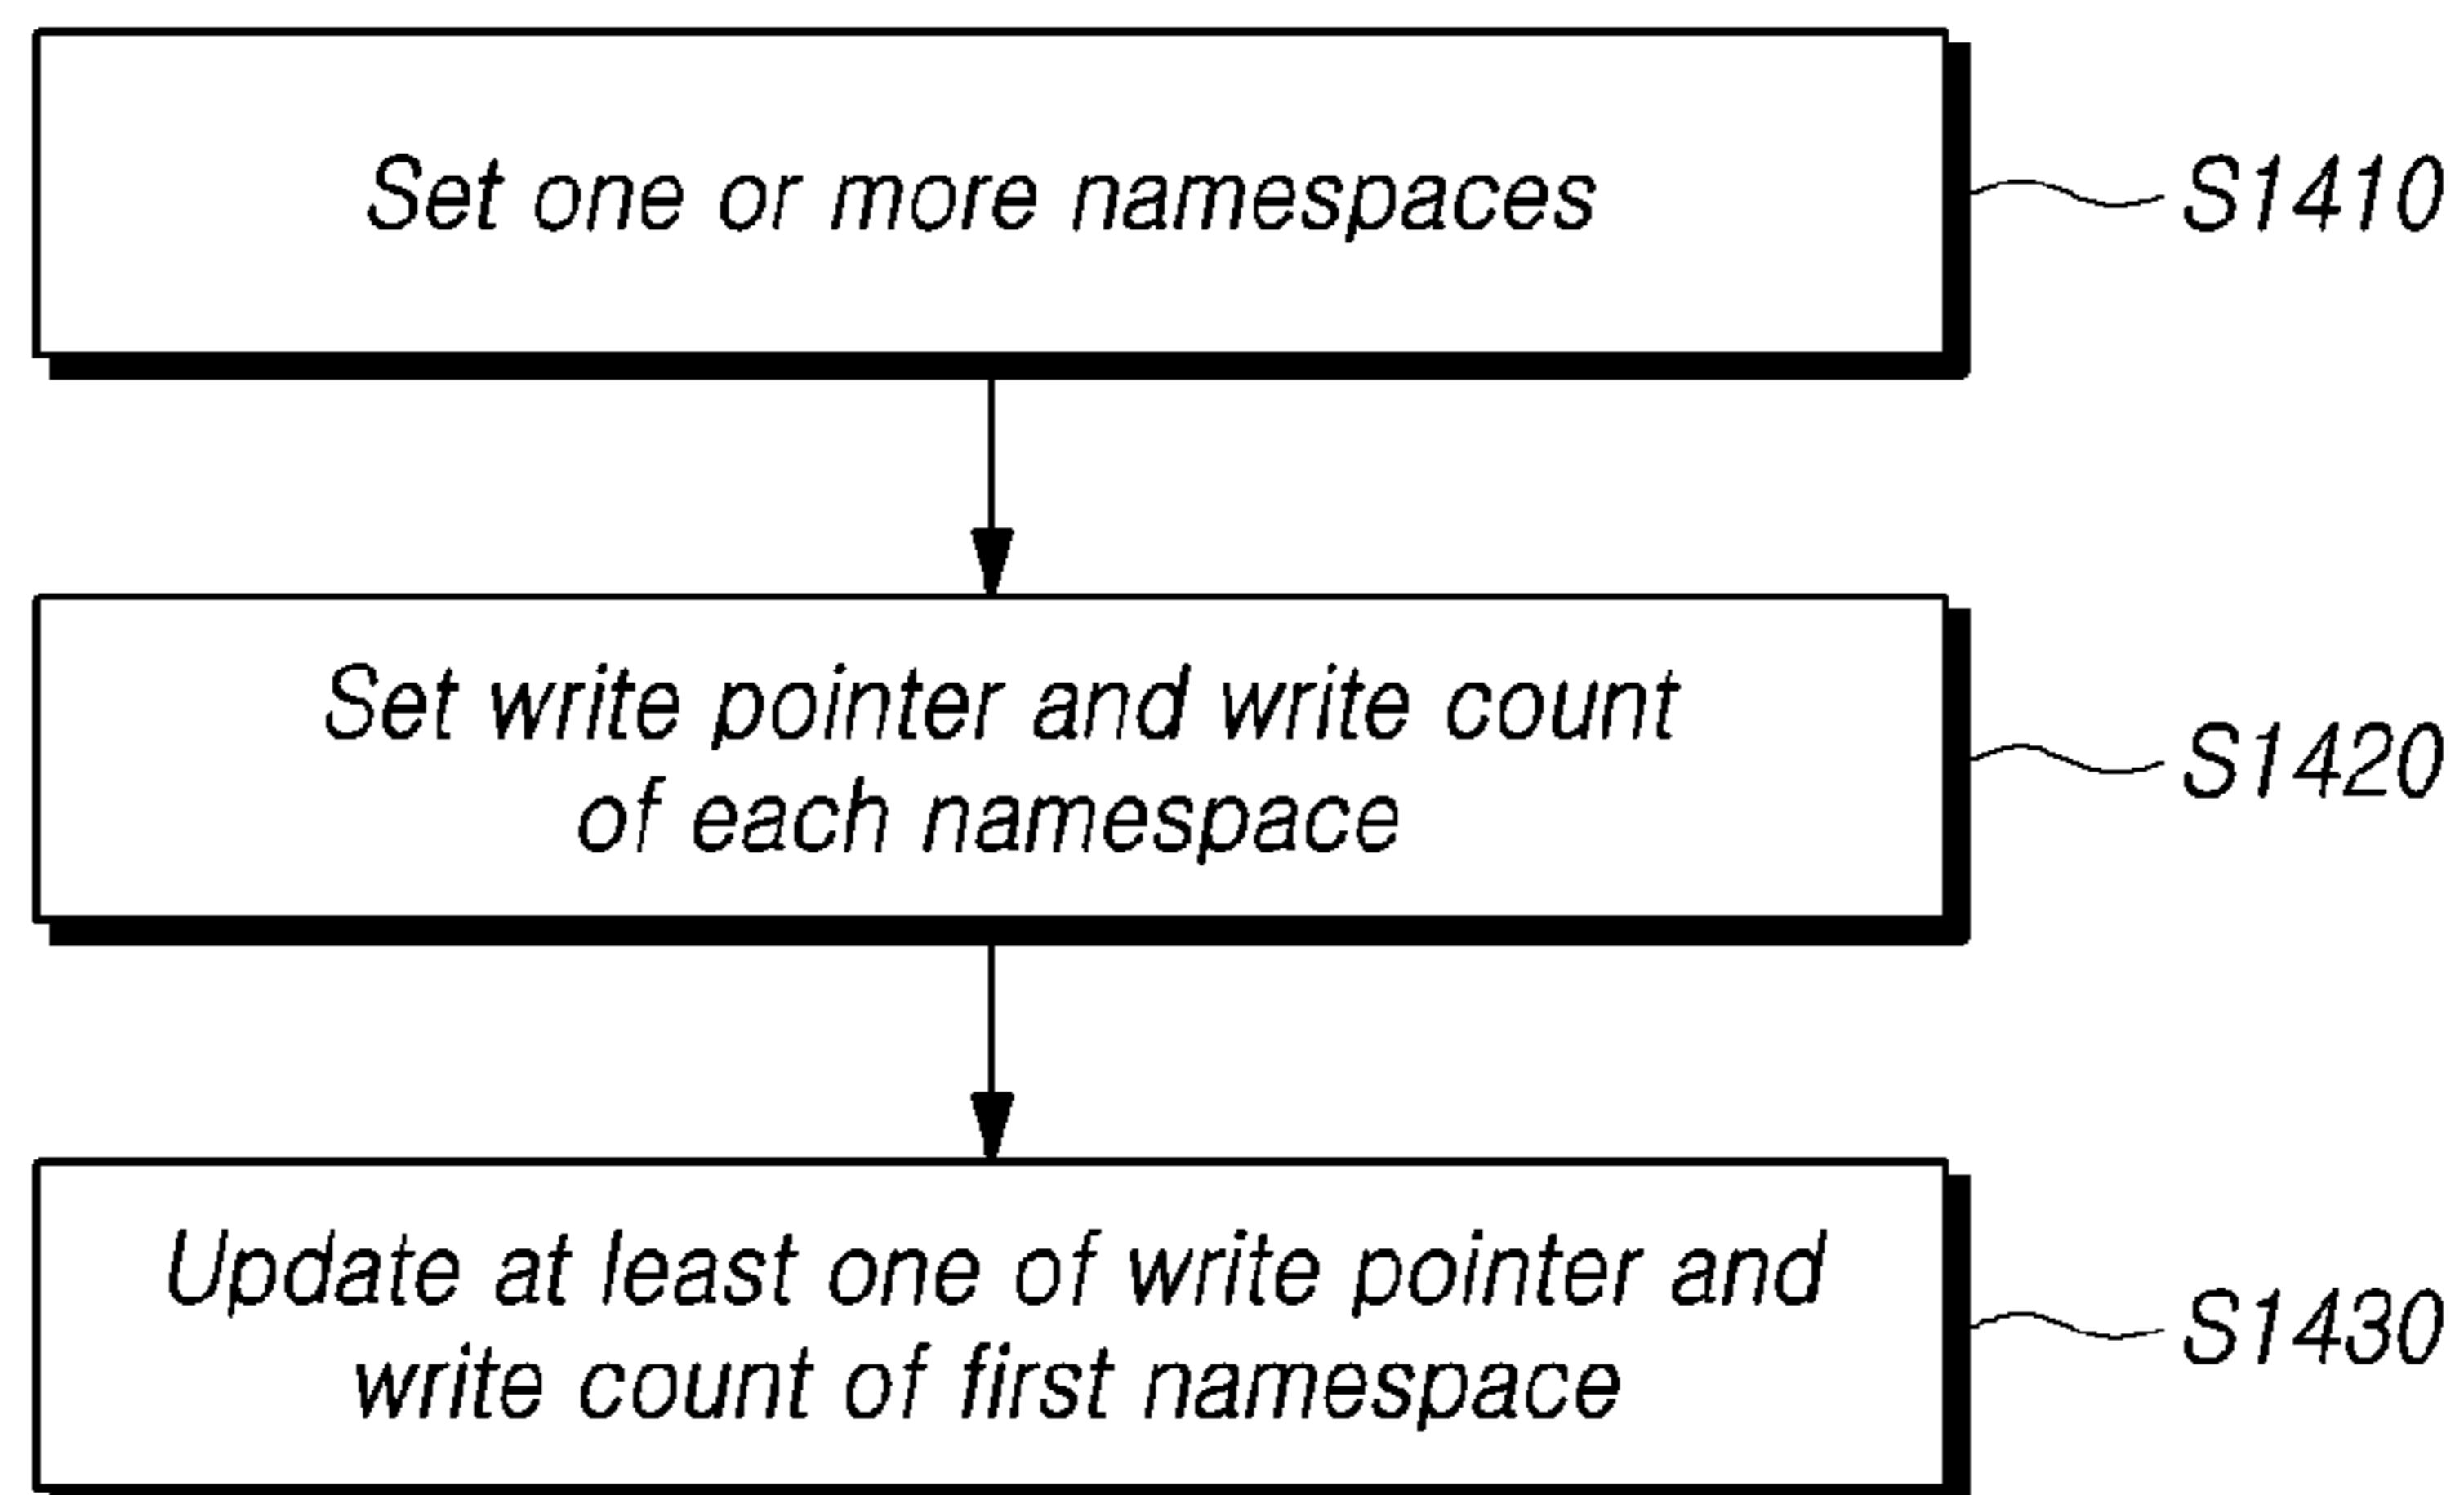 Set one or more namespaces
S1410
Set write pointer and write count
of each namespace
S1420
Update at least one of write pointer and
write count of first namespace
S1430